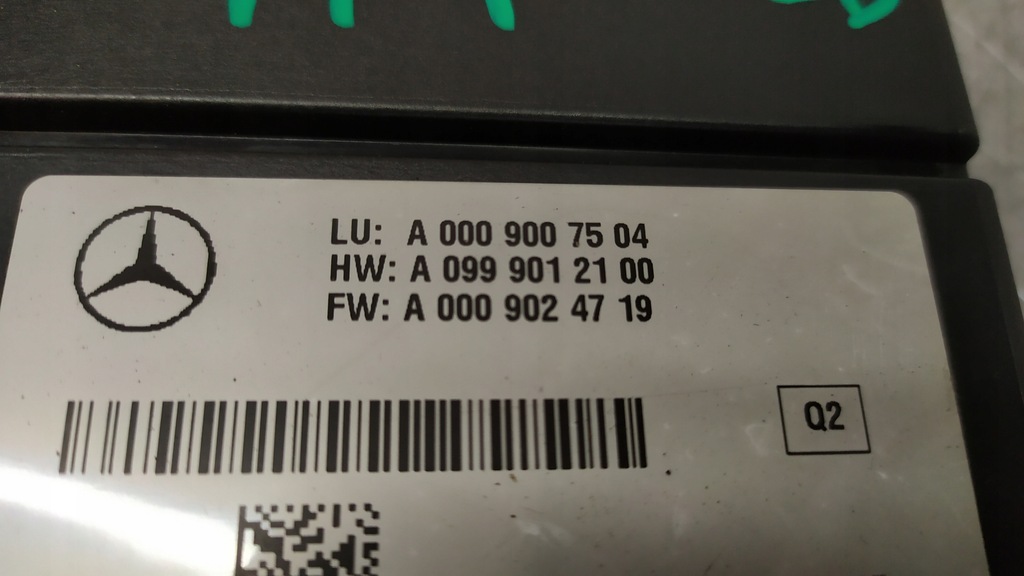 LU: A 000 900 75 04
HW: A 099 901 21 00
FW: A 000 902 47 19
Q2